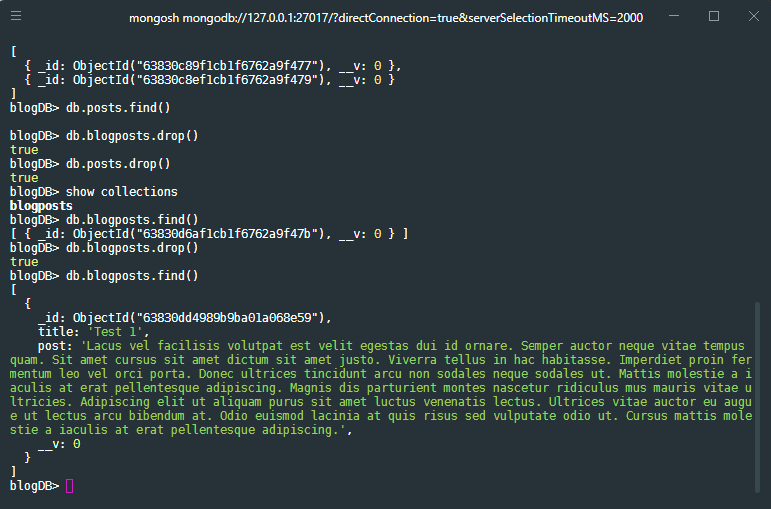 mongosh mongodb://127.0.0.1:27017/?directConnection=true&serverSelectionTimeoutMS=2000
[
  { _id: ObjectId("63830c89f1cb1f6762a9f477"), __v: 0 },
  { _id: ObjectId("63830c8ef1cb1f6762a9f479"), __v: 0 }
]
blogDB> db.posts.find()

blogDB> db.blogposts.drop()
true
blogDB> db.posts.drop()
true
blogDB> show collections
blogposts
blogDB> db.blogposts.find()
[ { _id: ObjectId("63830d6af1cb1f6762a9f47b"), __v: 0 } ]
blogDB> db.blogposts.drop()
true
blogDB> db.blogposts.find()
[
  {
    _id: ObjectId("63830dd4989b9ba01a068e59"),
    title: 'Test 1',
    post: 'Lacus vel facilisis volutpat est velit egestas dui id ornare. Semper auctor neque vitae tempus
quam. Sit amet cursus sit amet dictum sit amet justo. Viverra tellus in hac habitasse. Imperdiet proin fer
mentum leo vel orci porta. Donec ultrices tincidunt arcu non sodales neque sodales ut. Mattis molestie a i
aculis at erat pellentesque adipiscing. Magnis dis parturient montes nascetur ridiculus mus mauris vitae u
ltricies. Adipiscing elit ut aliquam purus sit amet luctus venenatis lectus. Ultrices vitae auctor eu augu
e ut lectus arcu bibendum at. Odio euismod lacinia at quis risus sed vulputate odio ut. Cursus mattis mole
stie a iaculis at erat pellentesque adipiscing.',
    __v: 0
  }
]
blogDB>